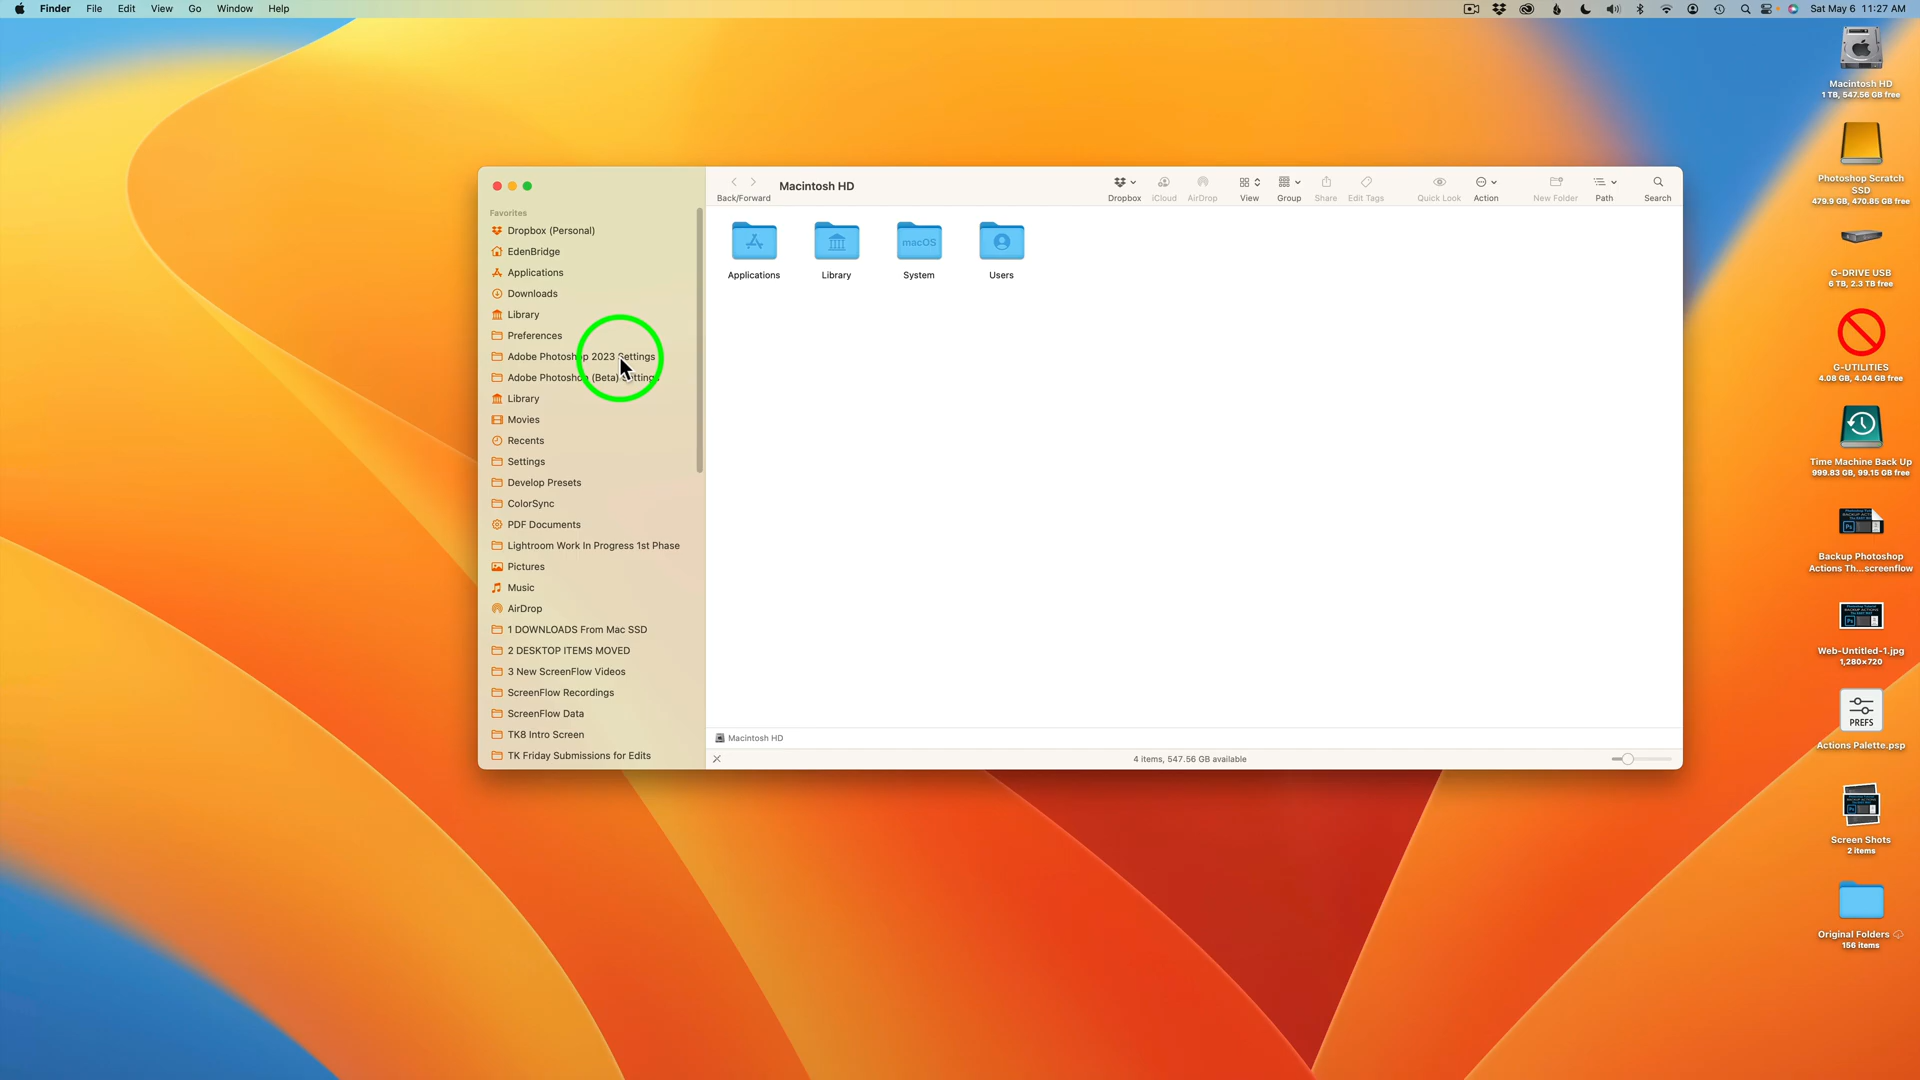 Finder File Edit View Go Window Help
Sat May 6 11:27 AM
Macintosh HD
1 TB, 547.56 GB free
Photoshop Scratch
SSD
479.9 GB, 470.85 GB free
G-DRIVE USB
6 TB, 2.3 TB free
G-UTILITIES
4.08 GB, 4.04 GB free
Time Machine Back Up
999.83 GB, 99.15 GB free
Backup Photoshop
Actions Th...screenflow
Web-Untitled-1.jpg
1,280×720
PREFS
Actions Palette.psp
Screen Shots
2 items
Original Folders
156 items
Macintosh HD
Back/Forward
Dropbox iCloud AirDrop View Group Share Edit Tags Quick Look Action New Folder Path Search
Favorites
Dropbox (Personal)
EdenBridge
Applications
Downloads
Library
Preferences
Adobe Photoshop 2023 Settings
Adobe Photoshop (Beta) Settings
Library
Movies
Recents
Settings
Develop Presets
ColorSync
PDF Documents
Lightroom Work In Progress 1st Phase
Pictures
Music
AirDrop
1 DOWNLOADS From Mac SSD
2 DESKTOP ITEMS MOVED
3 New ScreenFlow Videos
ScreenFlow Recordings
ScreenFlow Data
TK8 Intro Screen
TK Friday Submissions for Edits
macOS
Applications Library System Users
Macintosh HD
4 items, 547.56 GB available